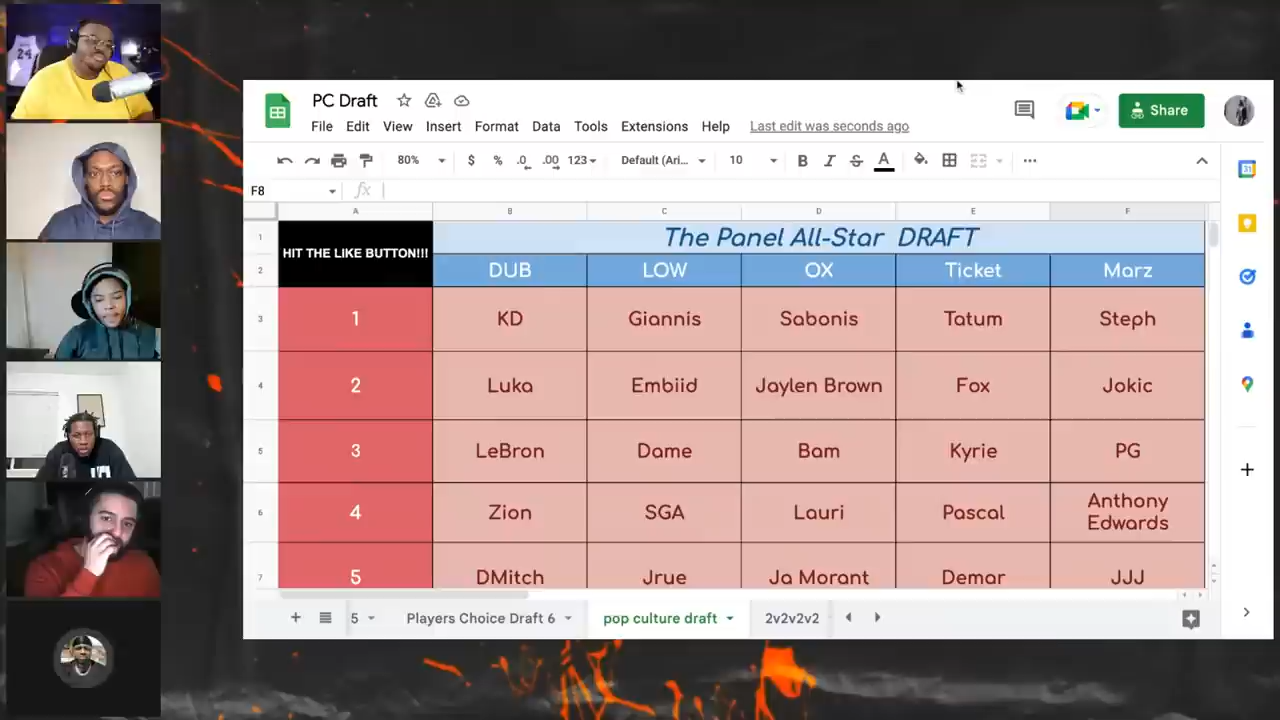 24
PC Draft
File Edit View Insert Format Data Tools Extensions Help Last edit was seconds ago
Share
80% $ % .0 .00 123 Default (Ari... 10 B I S A
F8 fx
A B C D E F
1 HIT THE LIKE BUTTON!!! The Panel All-Star DRAFT
2 DUB LOW OX Ticket Marz
3 1 KD Giannis Sabonis Tatum Steph
4 2 Luka Embiid Jaylen Brown Fox Jokic
5 3 LeBron Dame Bam Kyrie PG
6 4 Zion SGA Lauri Pascal Anthony Edwards
7 5 DMitch Jrue Ja Morant Demar JJJ
5 Players Choice Draft 6 pop culture draft 2v2v2v2
31